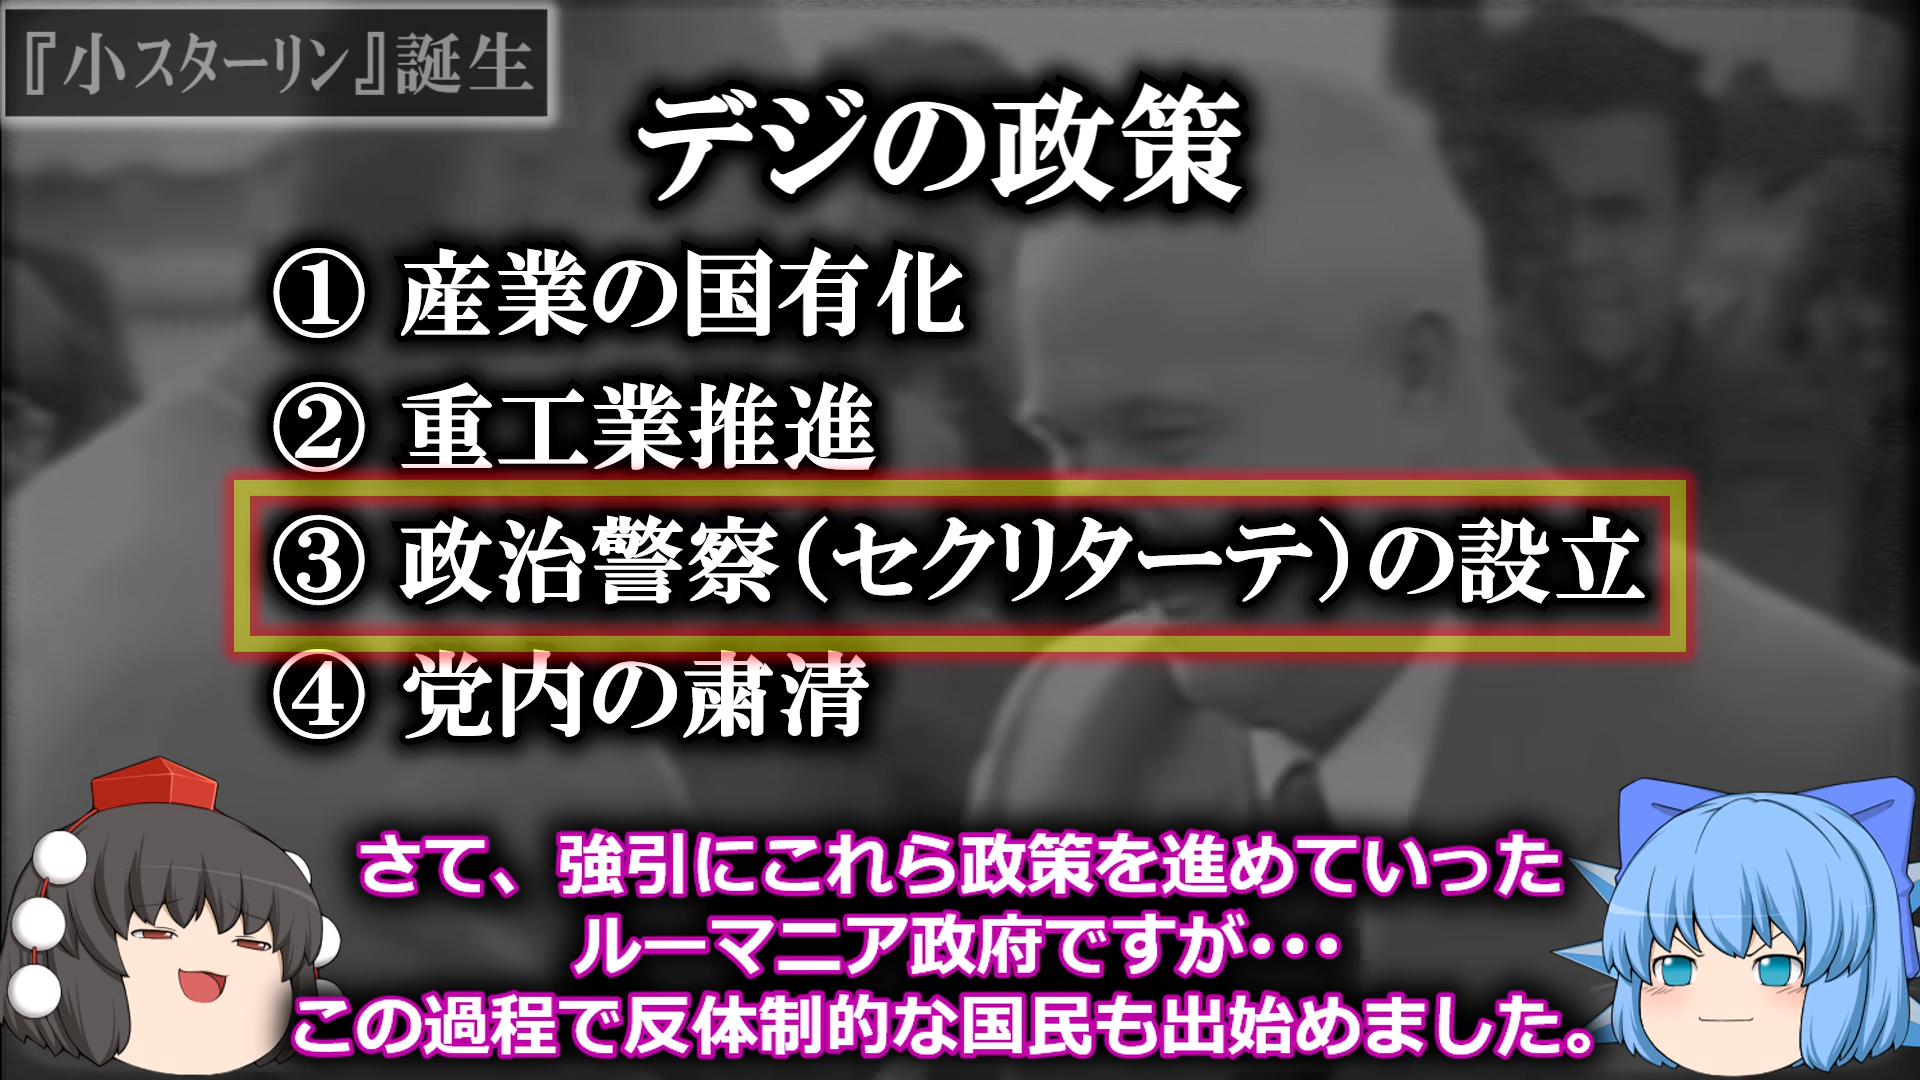 『小スターリン』誕生
デジの政策
① 産業の国有化
② 重工業推進
③ 政治警察（セクリターテ）の設立
④ 党内の粛清
さて、強引にこれら政策を進めていった
ルーマニア政府ですが・・・
この過程で反体制的な国民も出始めました。